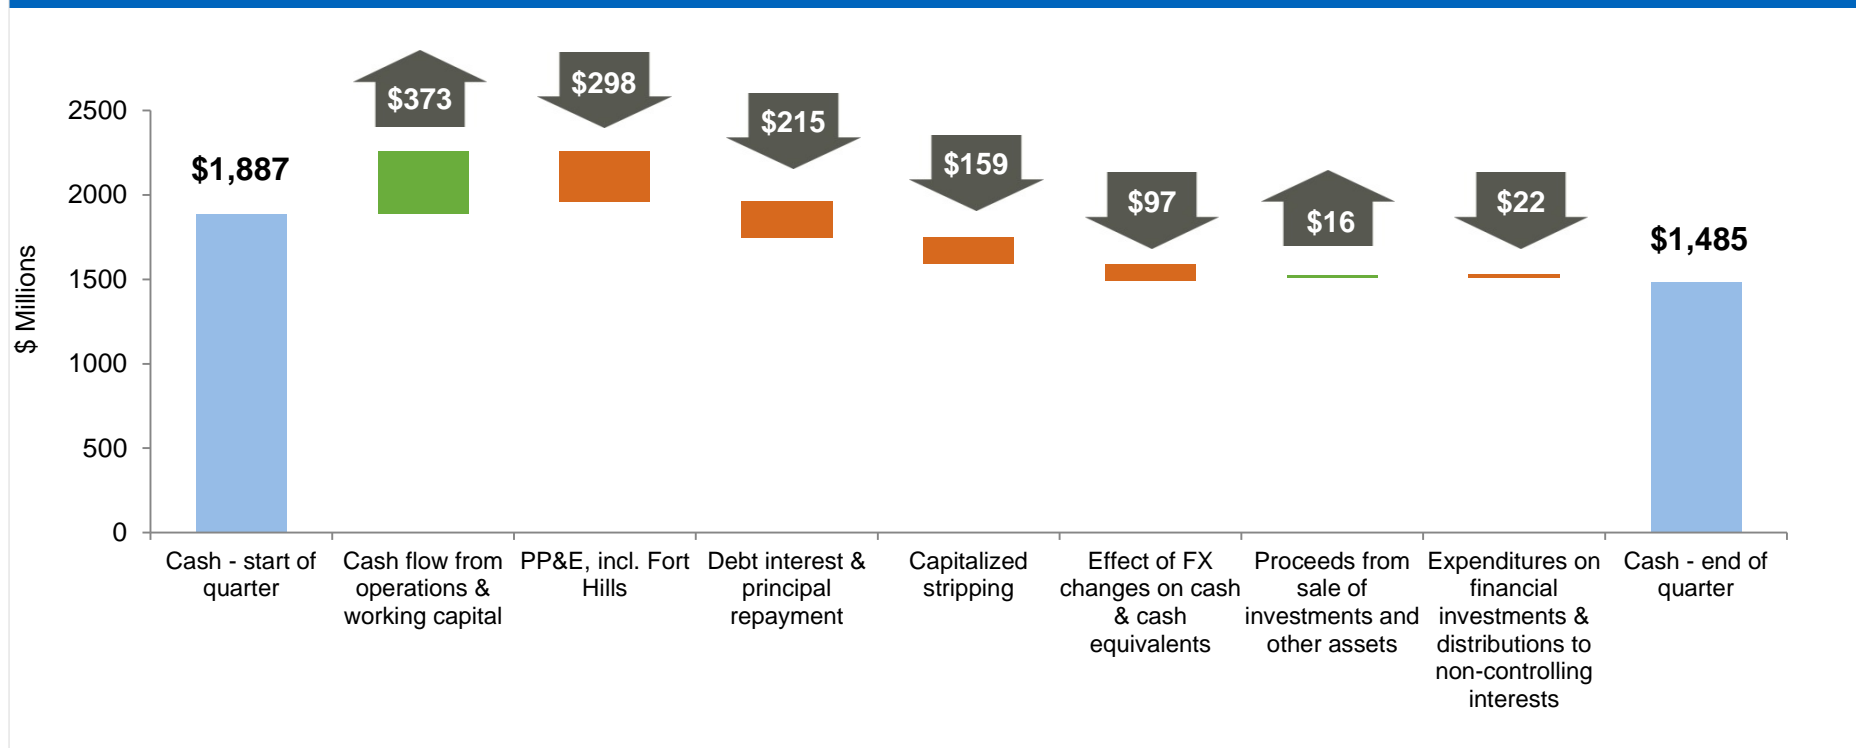 $373
$298
$215
$159
$97
$16
$22
$1,887
$1,485
$ Millions
2500
2000
1500
1000
500
0
Cash - start of
quarter
Cash flow from
operations &
working capital
PP&E, incl. Fort
Hills
Debt interest &
principal
repayment
Capitalized
stripping
Effect of FX
changes on cash
& cash
equivalents
Proceeds from
sale of
investments and
other assets
Expenditures on
financial
investments &
distributions to
non-controlling
interests
Cash - end of
quarter